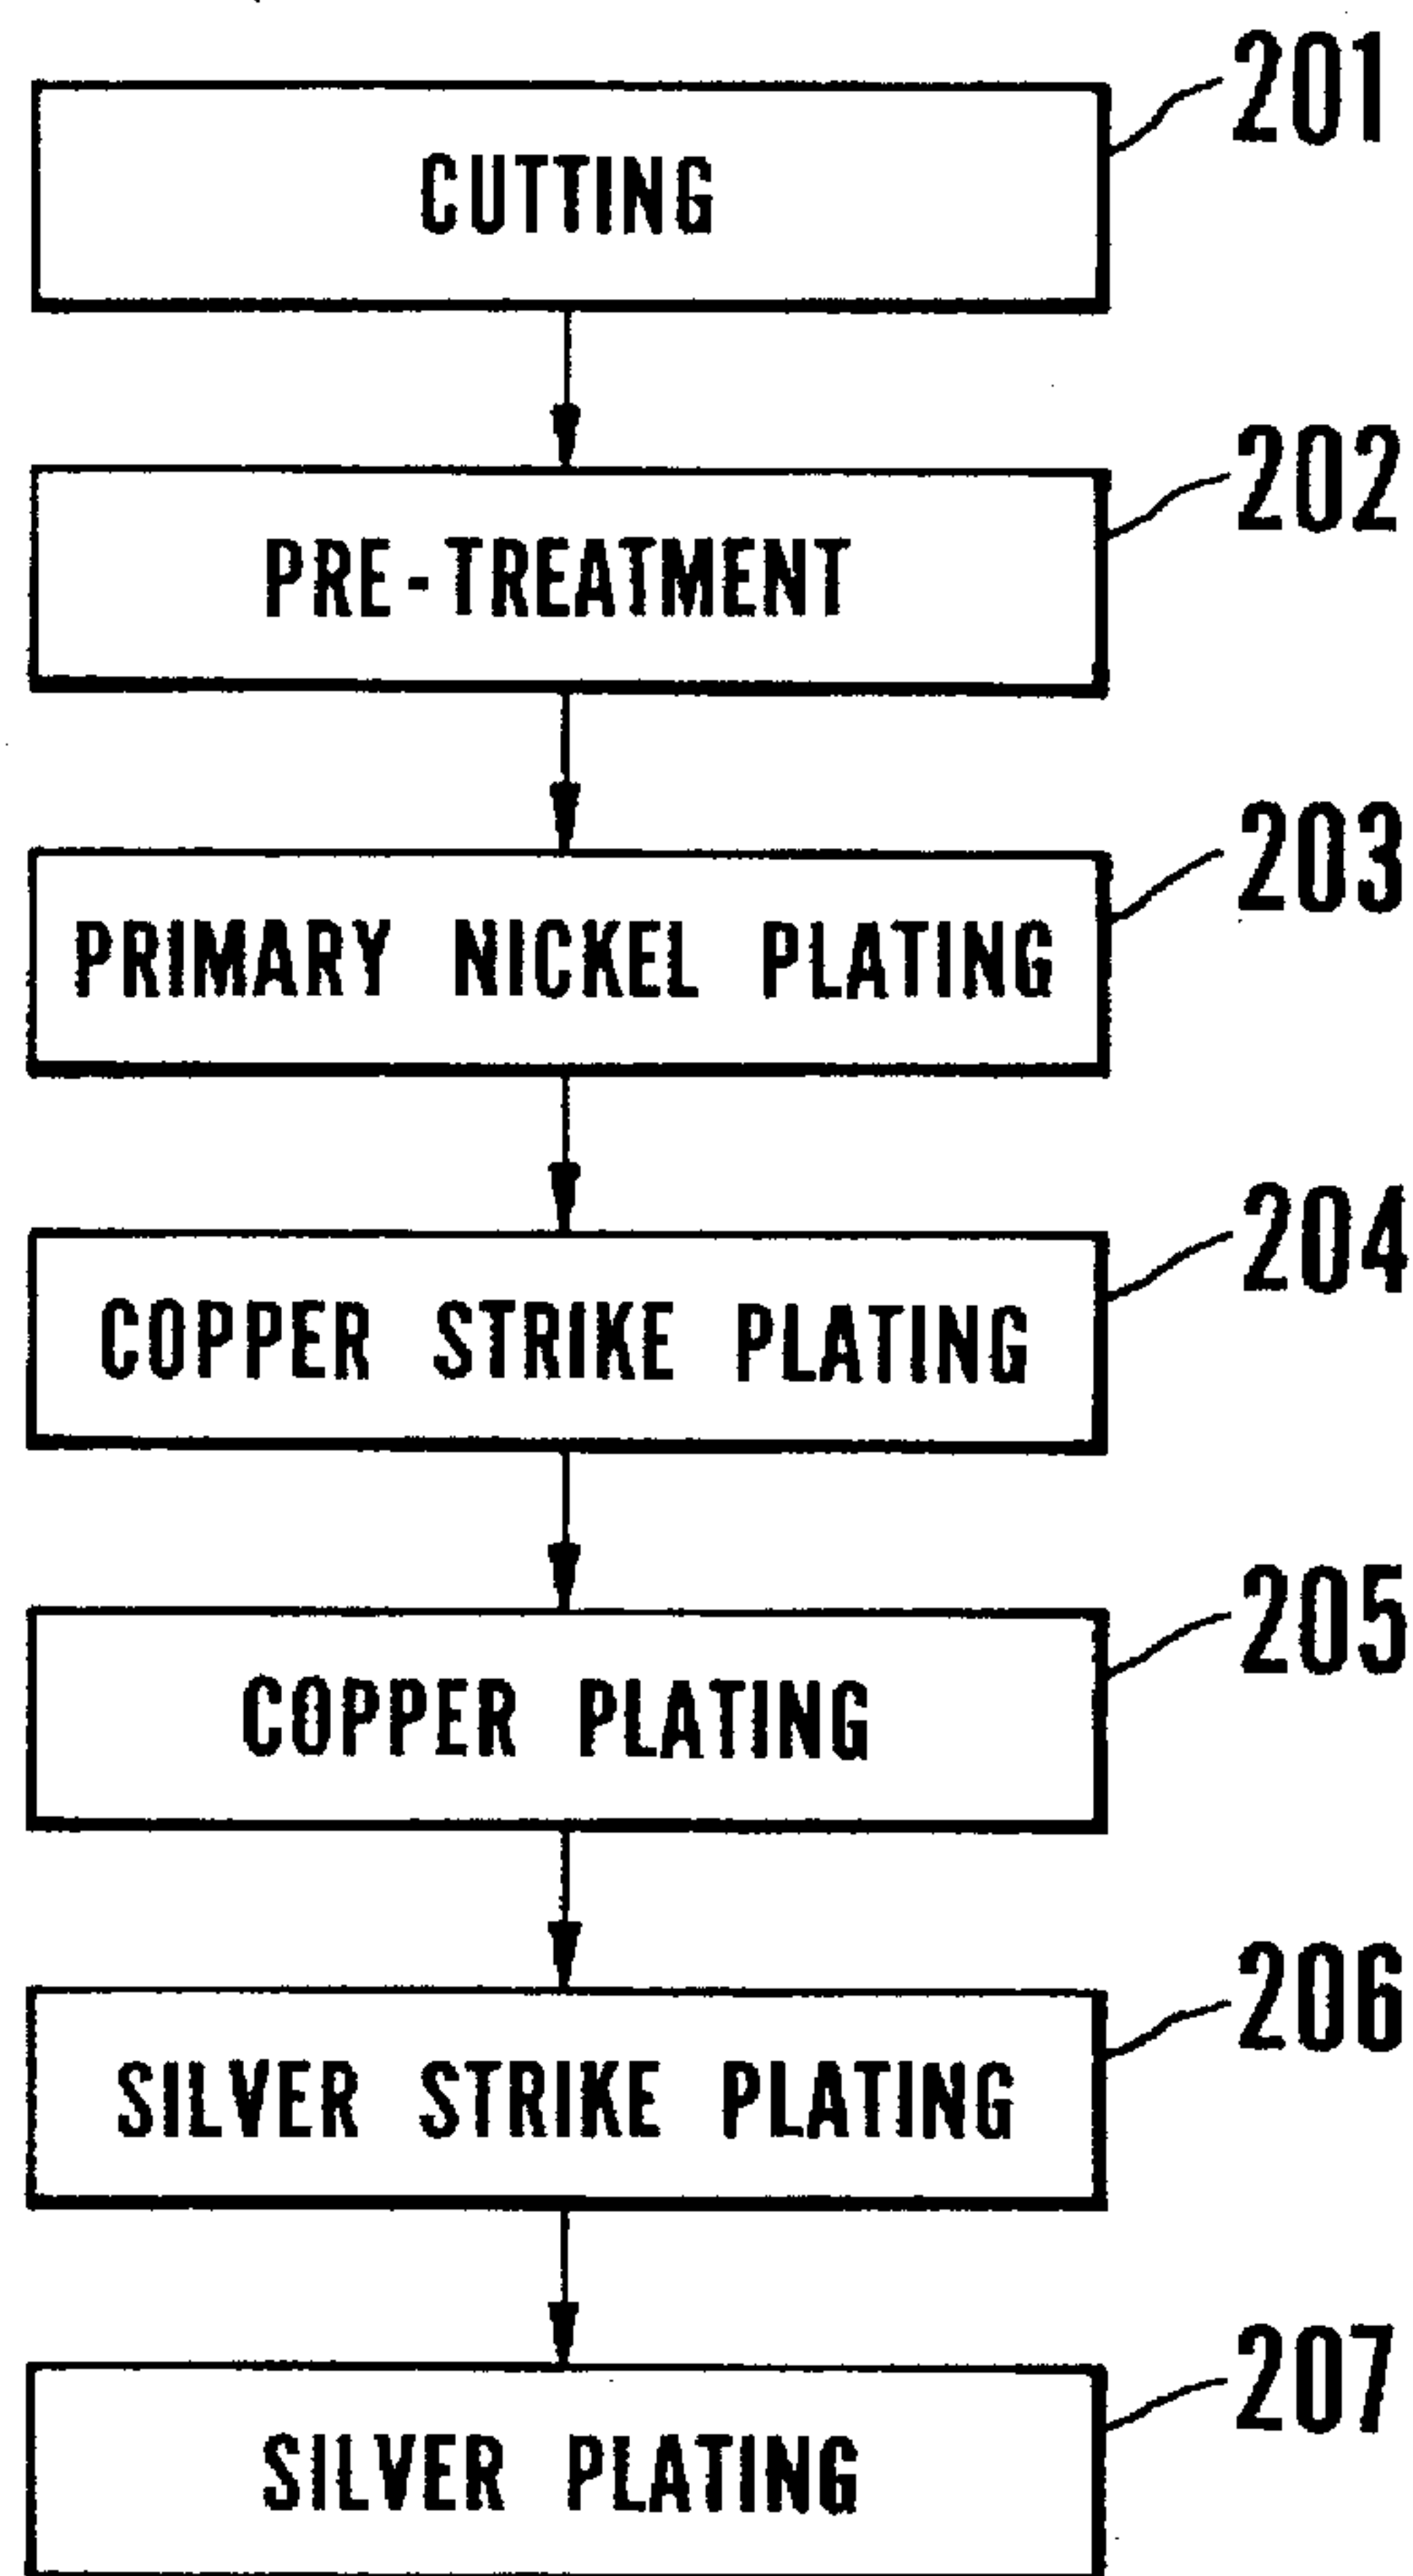 201
CUTTING
202
PRE-TREATMENT
203
PRIMARY NICKEL PLATING
204
COPPER STRIKE PLATING
205
COPPER PLATING
206
SILVER STRIKE PLATING
207
SILVER PLATING